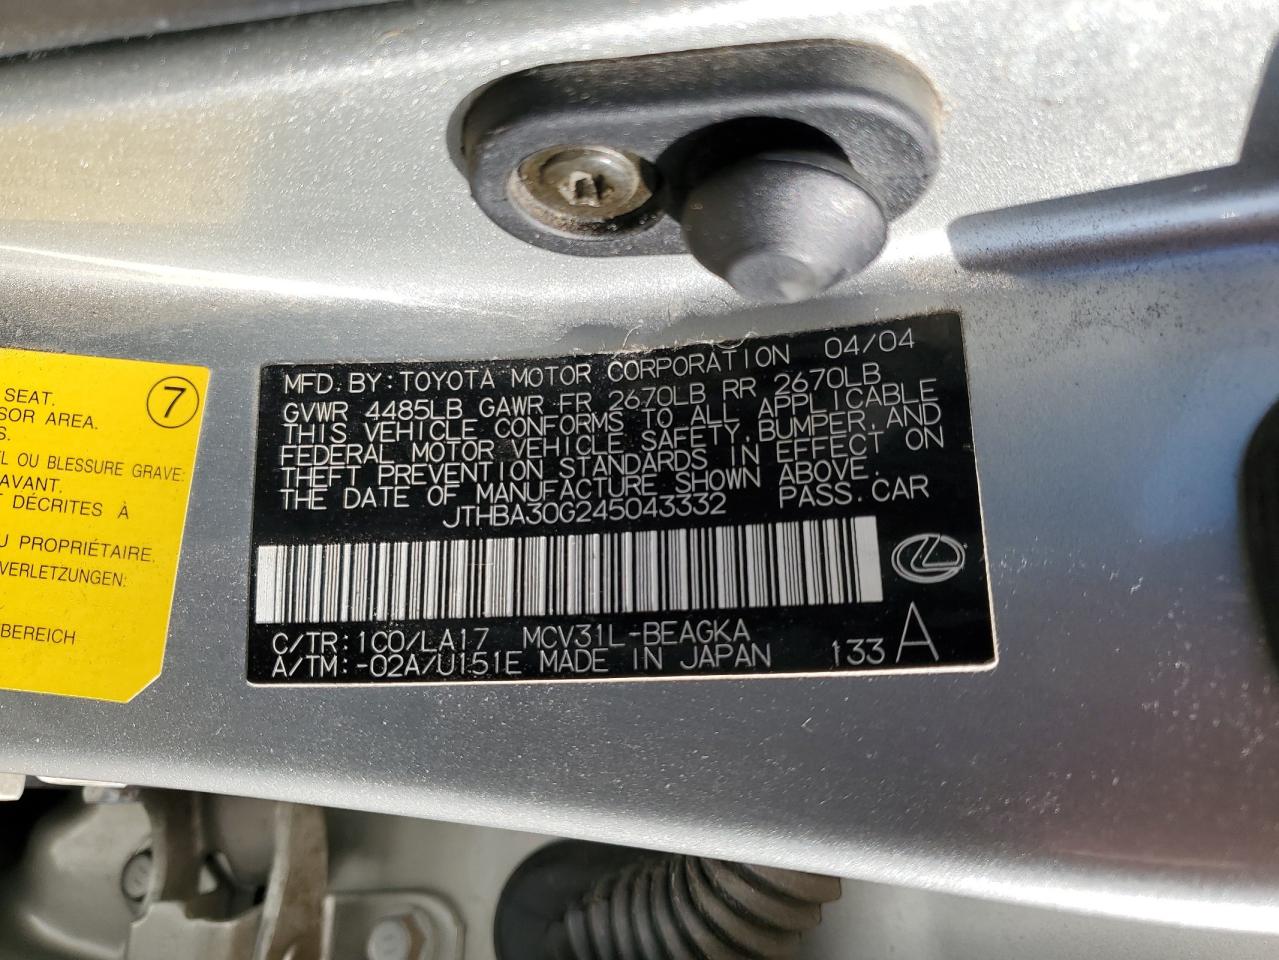 MFD. BY: TOYOTA MOTOR CORPORATION 04/04
GVWR 4485LB GAWR FR 2670LB RR 2670LB
THIS VEHICLE CONFORMS TO ALL APPLICABLE
FEDERAL MOTOR VEHICLE SAFETY, BUMPER, AND
THEFT PREVENTION STANDARDS IN EFFECT ON
THE DATE OF MANUFACTURE SHOWN ABOVE.
JTHBA30G245043332 PASS. CAR
C/TR: 1C0/LA17 MCV31L-BEAGKA
A/TM: -02A/U151E MADE IN JAPAN 133 A
7
SEAT.
SOR AREA.
S.
EL OU BLESSURE GRAVE:
AVANT.
T DÉCRITES À
U PROPRIÉTAIRE.
VERLETZUNGEN:
BEREICH